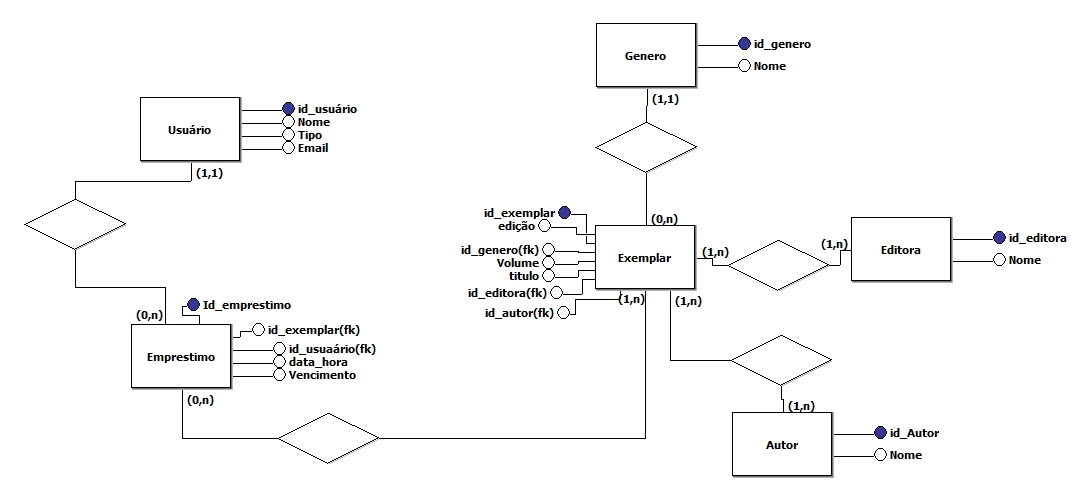 Genero
id_genero
Nome
(1,1)
Usuário
id_usuário
Nome
Tipo
Email
(1,1)
id_exemplar
edição
(0,n)
id_genero(fk)
Volume
titulo
id_editora(fk)
id_autor(fk)
Exemplar
(1,n)
(1,n)
Editora
id_editora
Nome
(1,n)
(1,n)
(0,n)
Id_emprestimo
Emprestimo
id_exemplar(fk)
id_usuaário(fk)
data_hora
Vencimento
(0,n)
(1,n)
Autor
id_Autor
Nome